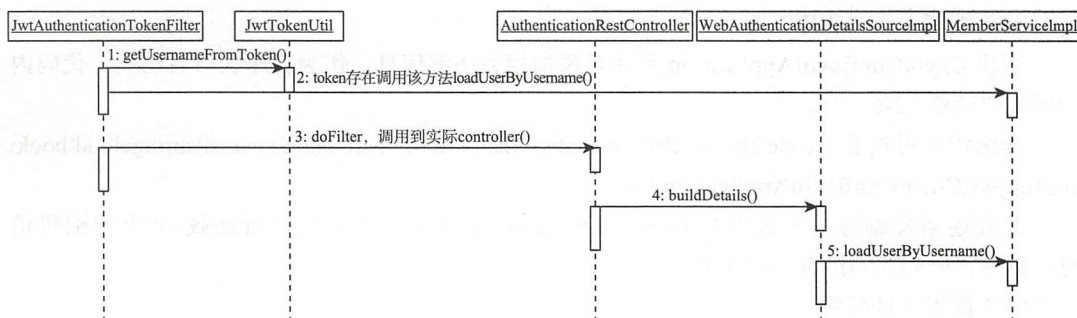 JwtAuthenticationTokenFilter
JwtTokenUtil
AuthenticationRestController
WebAuthenticationDetailsSourceImpl
MemberServiceImpl
1: getUsernameFromToken()
2: token存在调用该方法loadUserByUsername()
3: doFilter，调用到实际controller()
4: buildDetails()
5: loadUserByUsername()